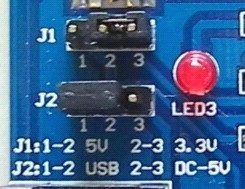 J1
1 2 3
J2
1 2 3
LED3
J1:1-2 5V 2-3 3.3V
J2:1-2 USB 2-3 DC-5V